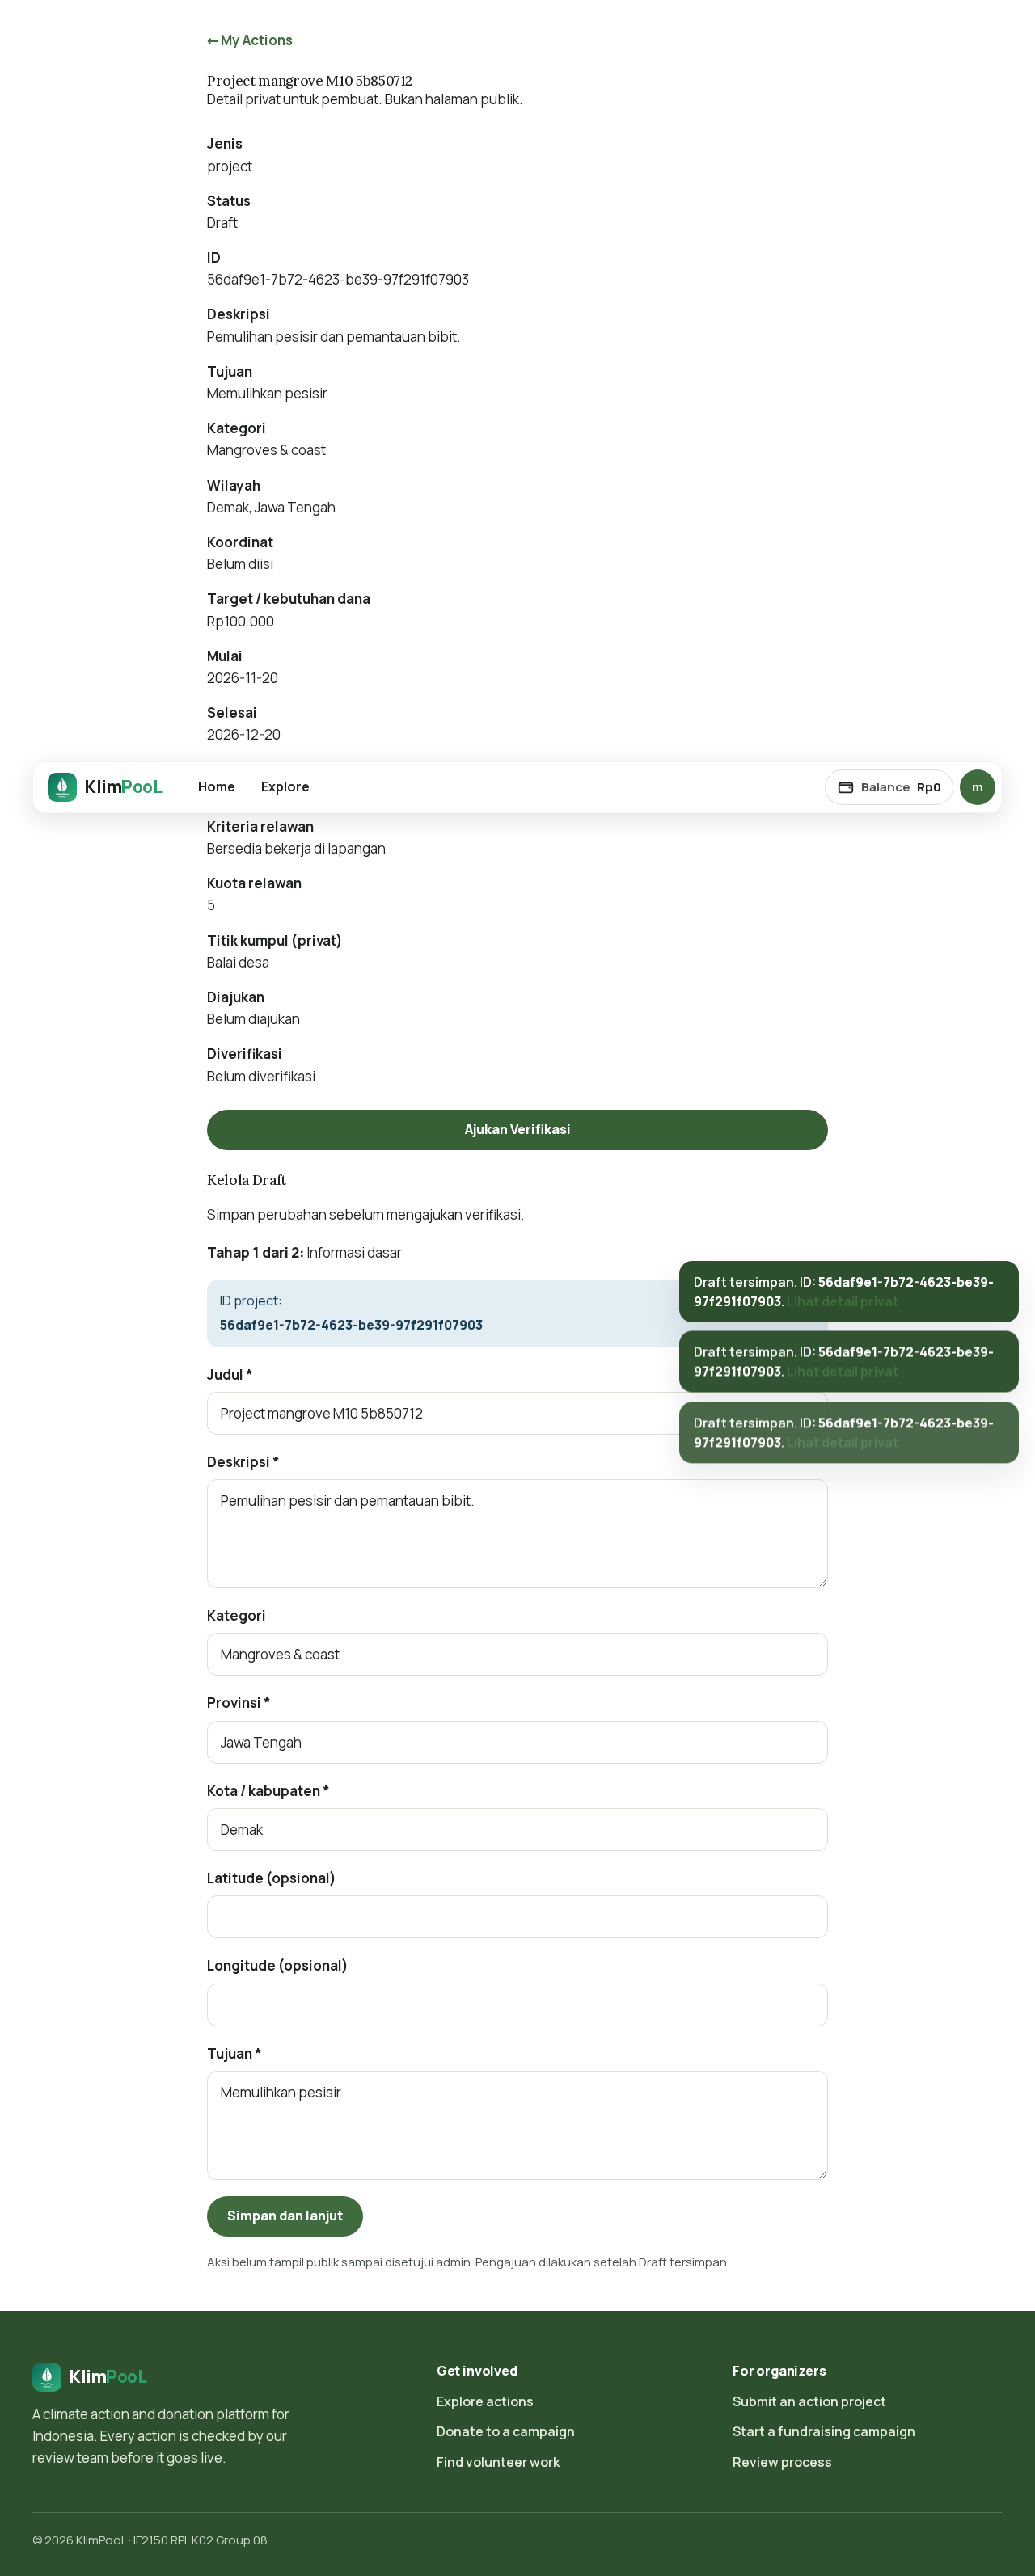 ← My Actions
Project mangrove M10 5b850712
Detail privat untuk pembuat. Bukan halaman publik.
Jenis
project
Status
Draft
ID
56daf9e1-7b72-4623-be39-97f291f07903
Deskripsi
Pemulihan pesisir dan pemantauan bibit.
Tujuan
Memulihkan pesisir
Kategori
Mangroves & coast
Wilayah
Demak, Jawa Tengah
Koordinat
Belum diisi
Target / kebutuhan dana
Rp100.000
Mulai
2026-11-20
Selesai
2026-12-20
KlimPooL
Home
Explore
Balance Rp0
m
Kriteria relawan
Bersedia bekerja di lapangan
Kuota relawan
5
Titik kumpul (privat)
Balai desa
Diajukan
Belum diajukan
Diverifikasi
Belum diverifikasi
Ajukan Verifikasi
Kelola Draft
Simpan perubahan sebelum mengajukan verifikasi.
Tahap 1 dari 2: Informasi dasar
ID project:
56daf9e1-7b72-4623-be39-97f291f07903
Draft tersimpan. ID: 56daf9e1-7b72-4623-be39-
97f291f07903. Lihat detail privat
Draft tersimpan. ID: 56daf9e1-7b72-4623-be39-
97f291f07903. Lihat detail privat
Draft tersimpan. ID: 56daf9e1-7b72-4623-be39-
97f291f07903. Lihat detail privat
Judul *
Project mangrove M10 5b850712
Deskripsi *
Pemulihan pesisir dan pemantauan bibit.
Kategori
Mangroves & coast
Provinsi *
Jawa Tengah
Kota / kabupaten *
Demak
Latitude (opsional)
Longitude (opsional)
Tujuan *
Memulihkan pesisir
Simpan dan lanjut
Aksi belum tampil publik sampai disetujui admin. Pengajuan dilakukan setelah Draft tersimpan.
KlimPooL
A climate action and donation platform for
Indonesia. Every action is checked by our
review team before it goes live.
Get involved
Explore actions
Donate to a campaign
Find volunteer work
For organizers
Submit an action project
Start a fundraising campaign
Review process
© 2026 KlimPooL · IF2150 RPL K02 Group 08